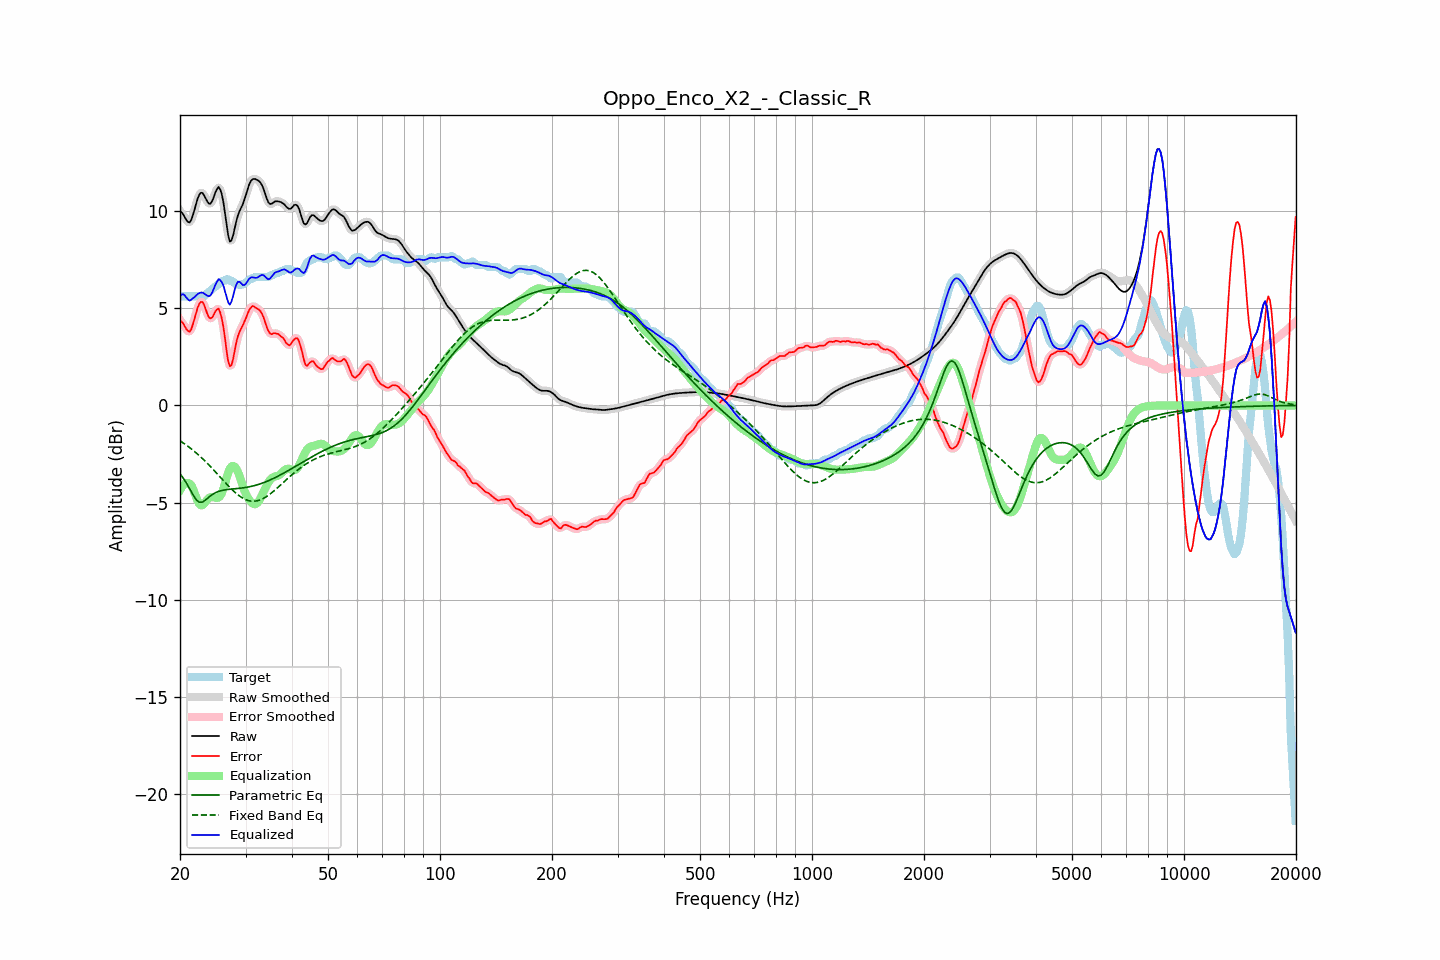 Oppo_Enco_X2_-_Classic_R
Amplitude (dBr)
10
5
0
−5
−10
−15
−20
Target
Raw Smoothed
Error Smoothed
Raw
Error
Equalization
Parametric Eq
Fixed Band Eq
Equalized
20 50 100 200 500 1000 2000 5000 10000 20000
Frequency (Hz)